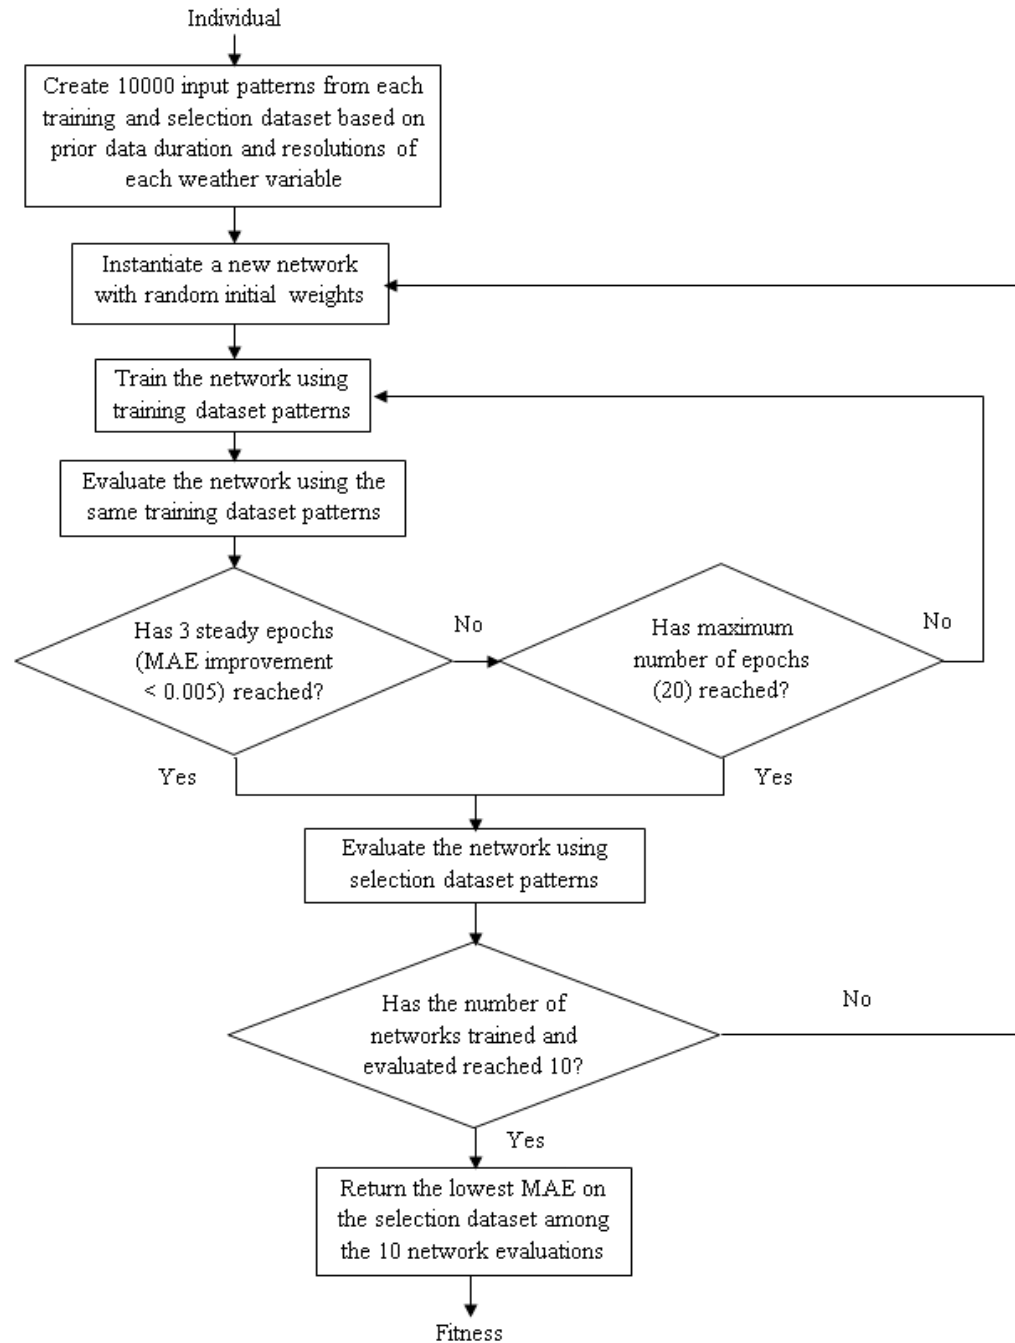 Individual
Create 10000 input patterns from each
training and selection dataset based on
prior data duration and resolutions of
each weather variable
Instantiate a new network
with random initial weights
Train the network using
training dataset patterns
Evaluate the network using the
same training dataset patterns
Has 3 steady epochs
(MAE improvement
< 0.005) reached?
No
Has maximum
number of epochs
(20) reached?
No
Yes
Yes
Evaluate the network using
selection dataset patterns
Has the number of
networks trained and
evaluated reached 10?
No
Yes
Return the lowest MAE on
the selection dataset among
the 10 network evaluations
Fitness